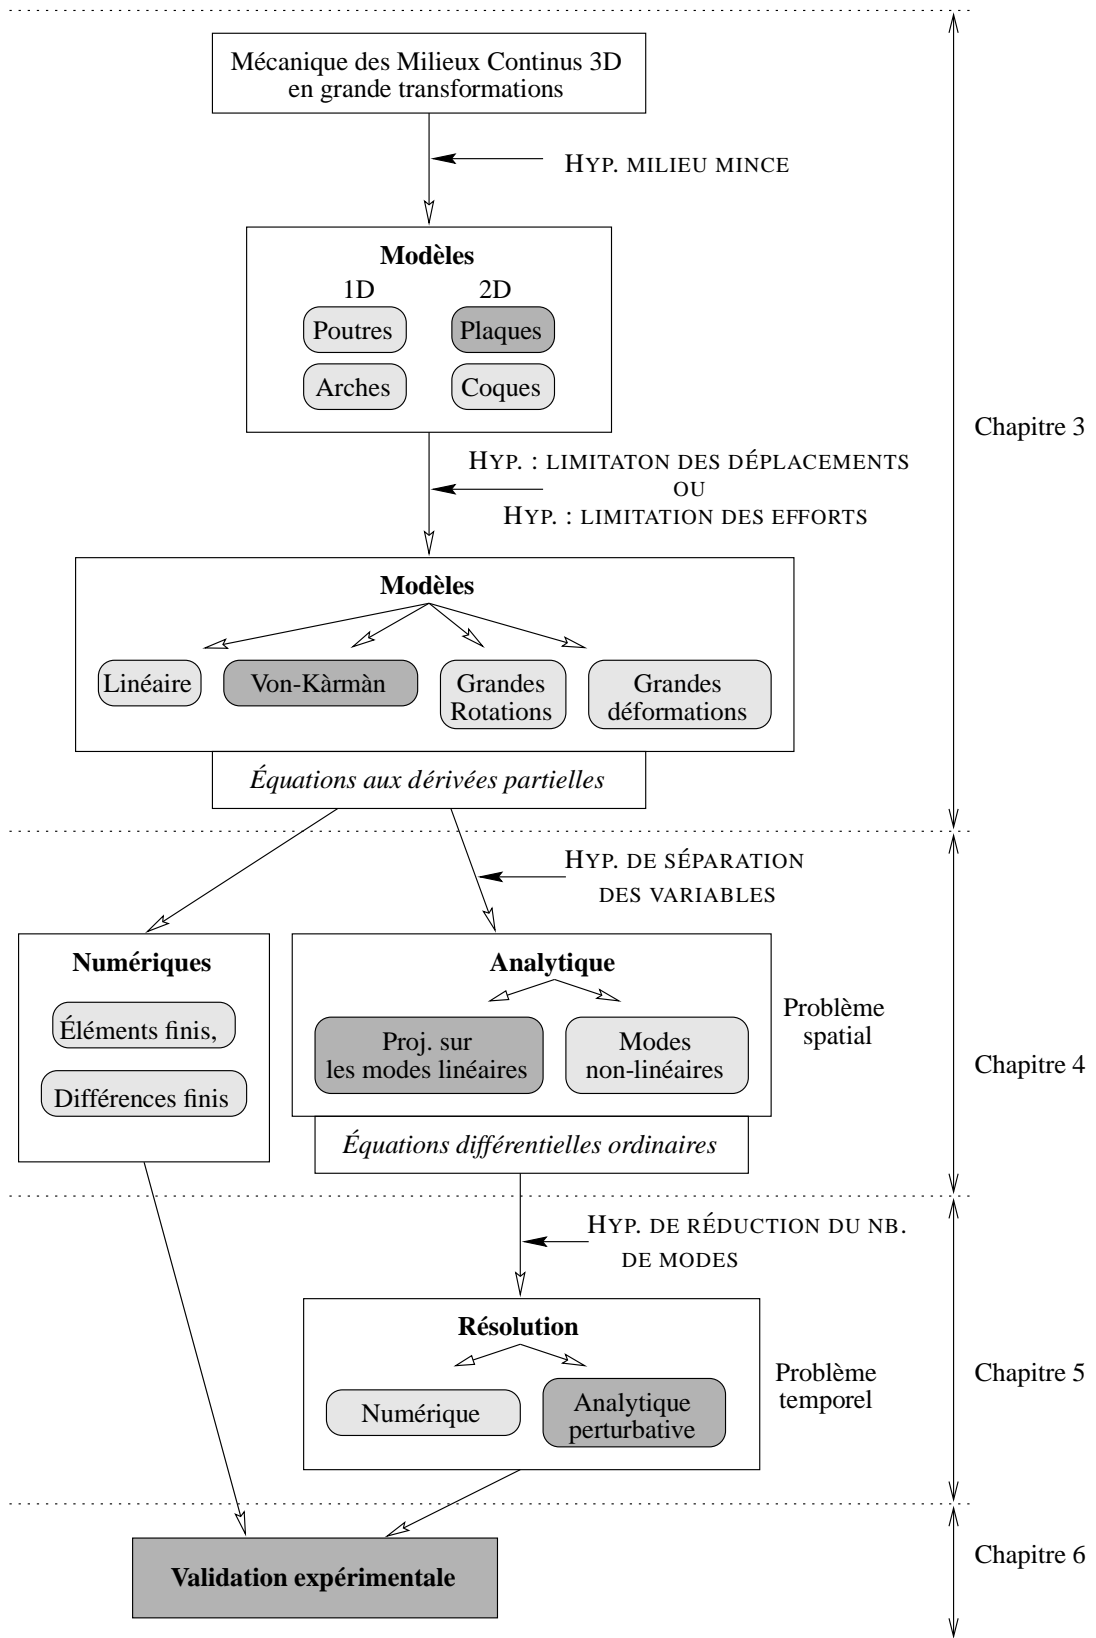 Mécanique des Milieux Continus 3D
en grande transformations
HYP. MILIEU MINCE
Modèles
1D 2D
Poutres Plaques
Arches Coques
Chapitre 3
HYP. : LIMITATON DES DÉPLACEMENTS
OU
HYP. : LIMITATION DES EFFORTS
Modèles
Linéaire
Von-Kàrmàn
Grandes
Rotations
Grandes
déformations
Équations aux dérivées partielles
HYP. DE SÉPARATION
DES VARIABLES
Numériques
Éléments finis,
Différences finis
Analytique
Proj. sur
les modes linéaires
Modes
non-linéaires
Problème
spatial
Chapitre 4
Équations différentielles ordinaires
HYP. DE RÉDUCTION DU NB.
DE MODES
Résolution
Numérique
Analytique
perturbative
Problème
temporel
Chapitre 5
Validation expérimentale
Chapitre 6